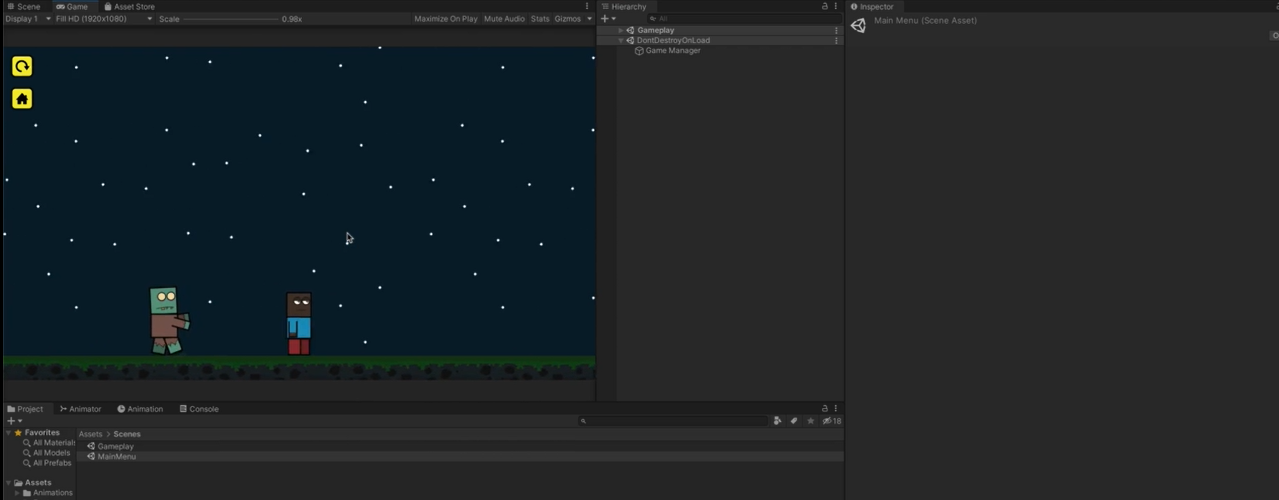 Scene Game Asset Store
Display 1 Full HD (1920x1080) Scale 0.98x Maximize On Play Mute Audio Stats Gizmos
Hierarchy
All
Gameplay
DontDestroyOnLoad
Game Manager
Inspector
Main Menu (Scene Asset)
Project Animator Animation Console
18
Favorites
All Material
All Models
All Prefabs
Assets
Animations
Assets > Scenes
Gameplay
MainMenu